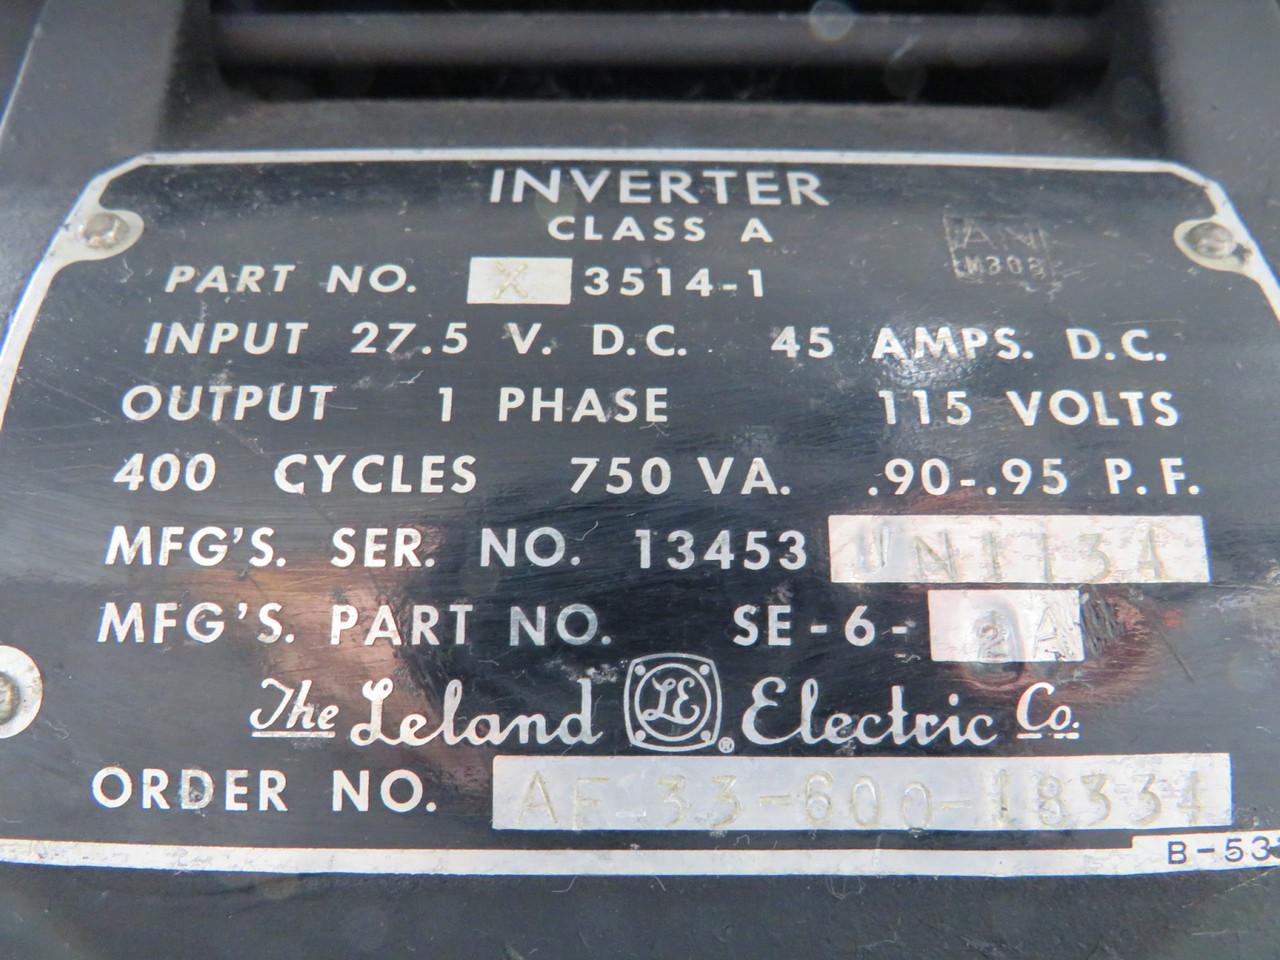 INVERTER
CLASS A
AN
PART NO. X 3514-1
INPUT 27.5 V. D.C. 45 AMPS. D.C.
OUTPUT 1 PHASE 115 VOLTS
400 CYCLES 750 VA. .90-.95 P.F.
MFG'S. SER. NO. 13453 UN113A
MFG'S. PART NO. SE-6-2A
The Leland LE ® Electric Co.
ORDER NO. AF 33-600-18334